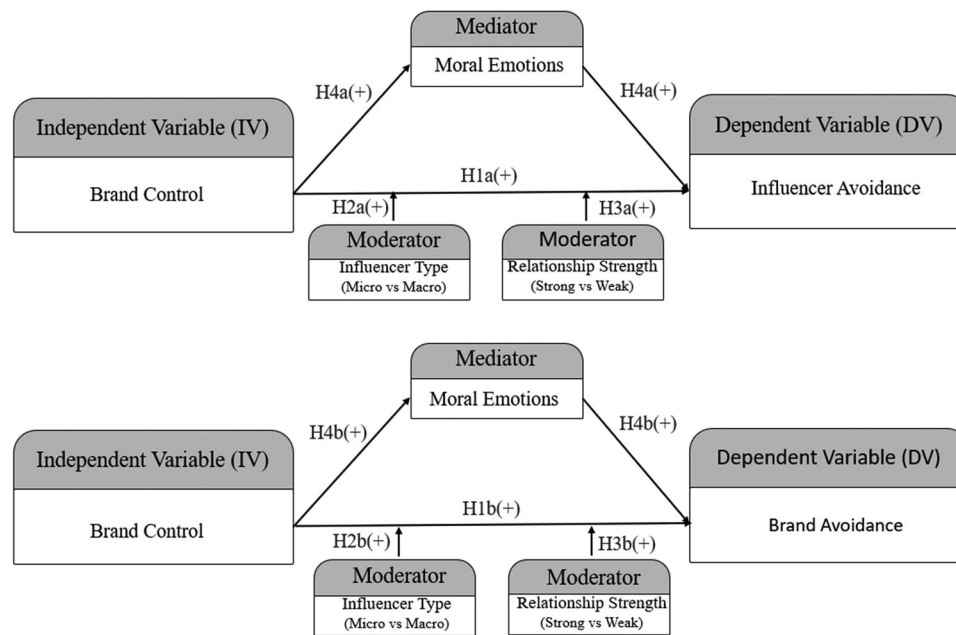 Mediator
Moral Emotions
H4a(+)
H4a(+)
Independent Variable (IV)
Brand Control
Dependent Variable (DV)
Influencer Avoidance
H1a(+)
H2a(+)
H3a(+)
Moderator
Influencer Type
(Micro vs Macro)
Moderator
Relationship Strength
(Strong vs Weak)
Mediator
Moral Emotions
H4b(+)
H4b(+)
Independent Variable (IV)
Brand Control
Dependent Variable (DV)
Brand Avoidance
H1b(+)
H2b(+)
H3b(+)
Moderator
Influencer Type
(Micro vs Macro)
Moderator
Relationship Strength
(Strong vs Weak)